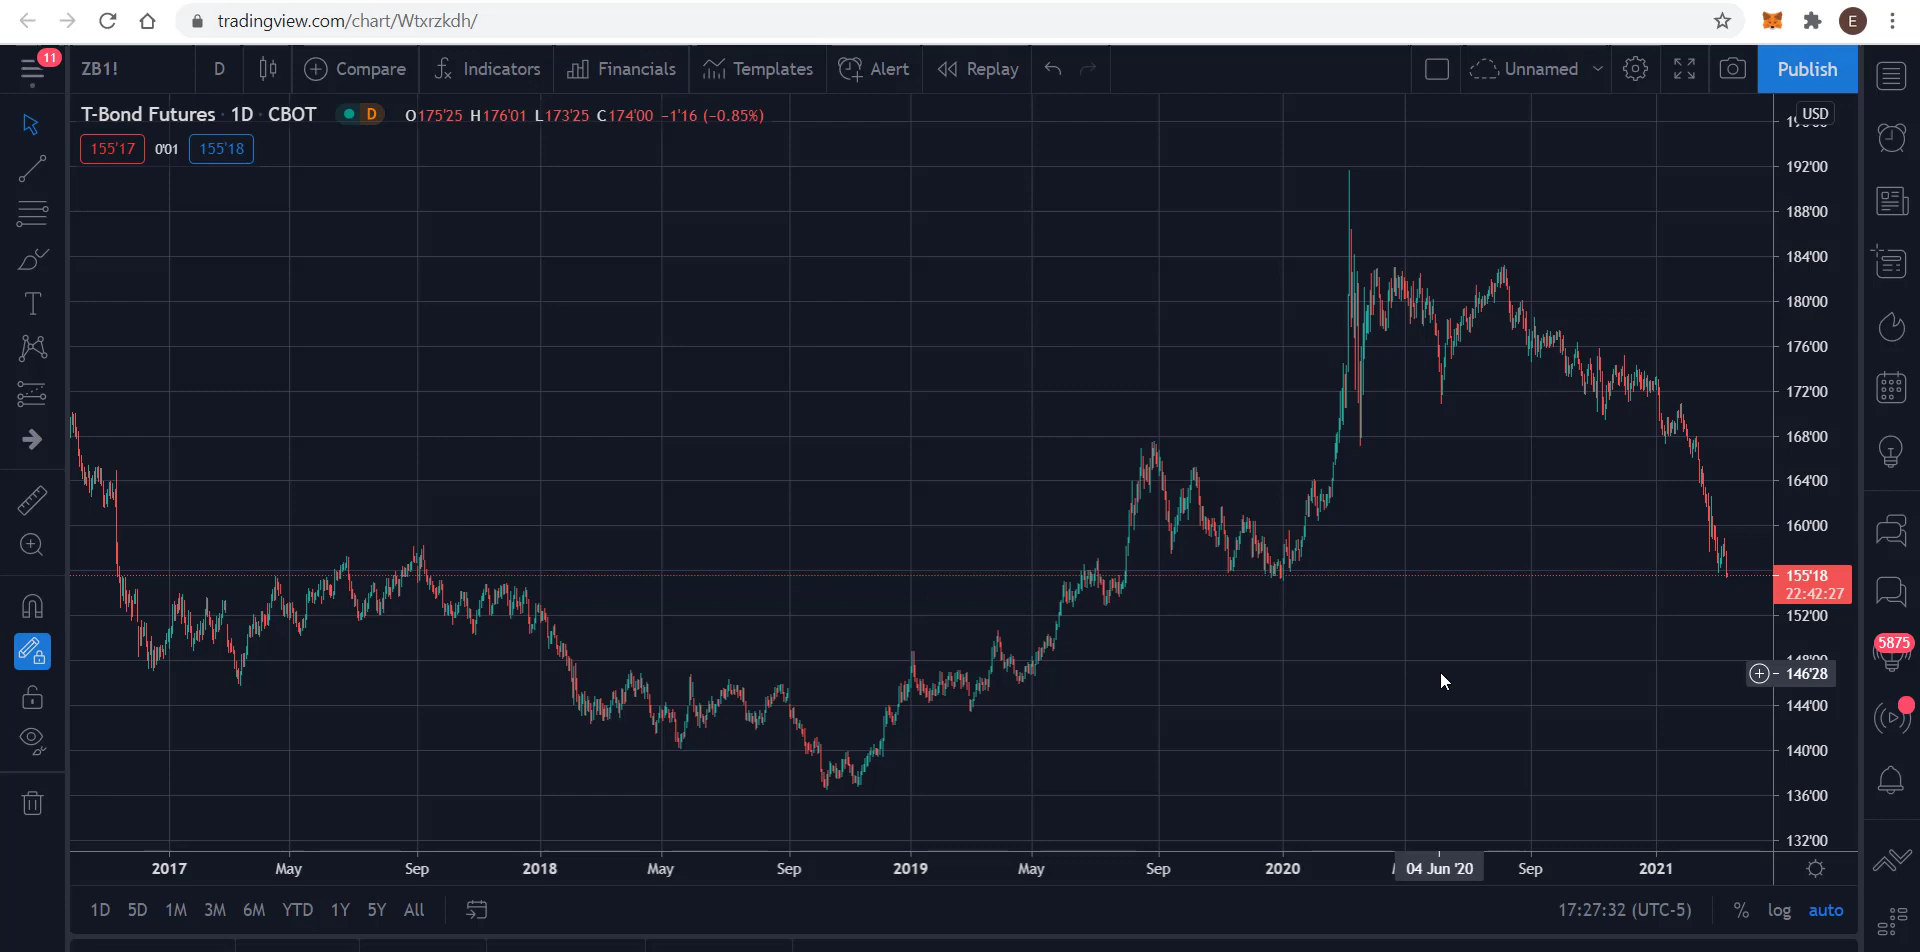 tradingview.com/chart/Wtxrzkdh/
E
11
ZB1!
D
Compare
Indicators
Financials
Templates
Alert
Replay
Unnamed
Publish
T-Bond Futures · 1D · CBOT
D
O175'25 H176'01 L173'25 C174'00 −1'16 (−0.85%)
USD
155'17
0'01
155'18
192'00
188'00
184'00
180'00
176'00
172'00
168'00
164'00
160'00
155'18
22:42:27
152'00
148'00
146'28
144'00
140'00
136'00
132'00
5875
2017
May
Sep
2018
May
Sep
2019
May
Sep
2020
04 Jun '20
Sep
2021
1D
5D
1M
3M
6M
YTD
1Y
5Y
All
17:27:32 (UTC-5)
%
log
auto